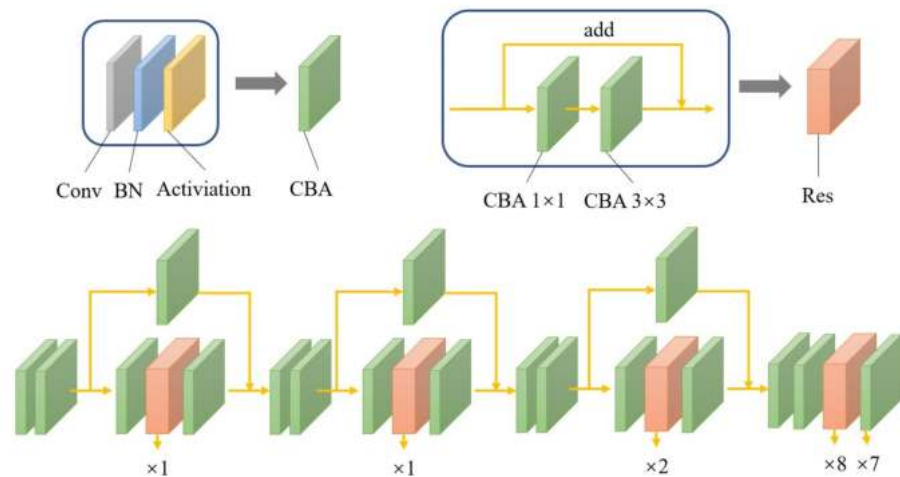 add
Conv BN Activiation CBA
CBA 1×1 CBA 3×3 Res
×1 ×1 ×2 ×8 ×7